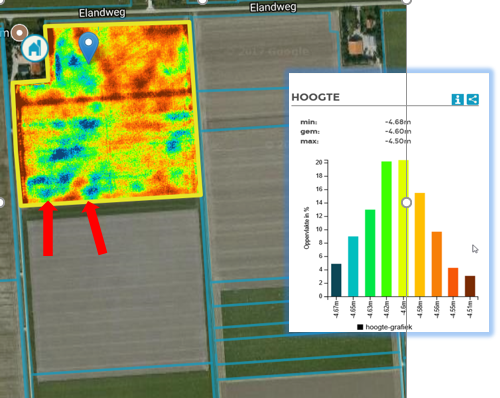 Elandweg
Elandweg
HOOGTE
min: -4.68m
gem: -4.60m
max: -4.50m
Oppervlakte in %
20
18
16
14
12
10
8
6
4
2
0
-4.67m
-4.65m
-4.63m
-4.62m
-4.6m
-4.58m
-4.56m
-4.55m
-4.51m
hoogte-grafiek